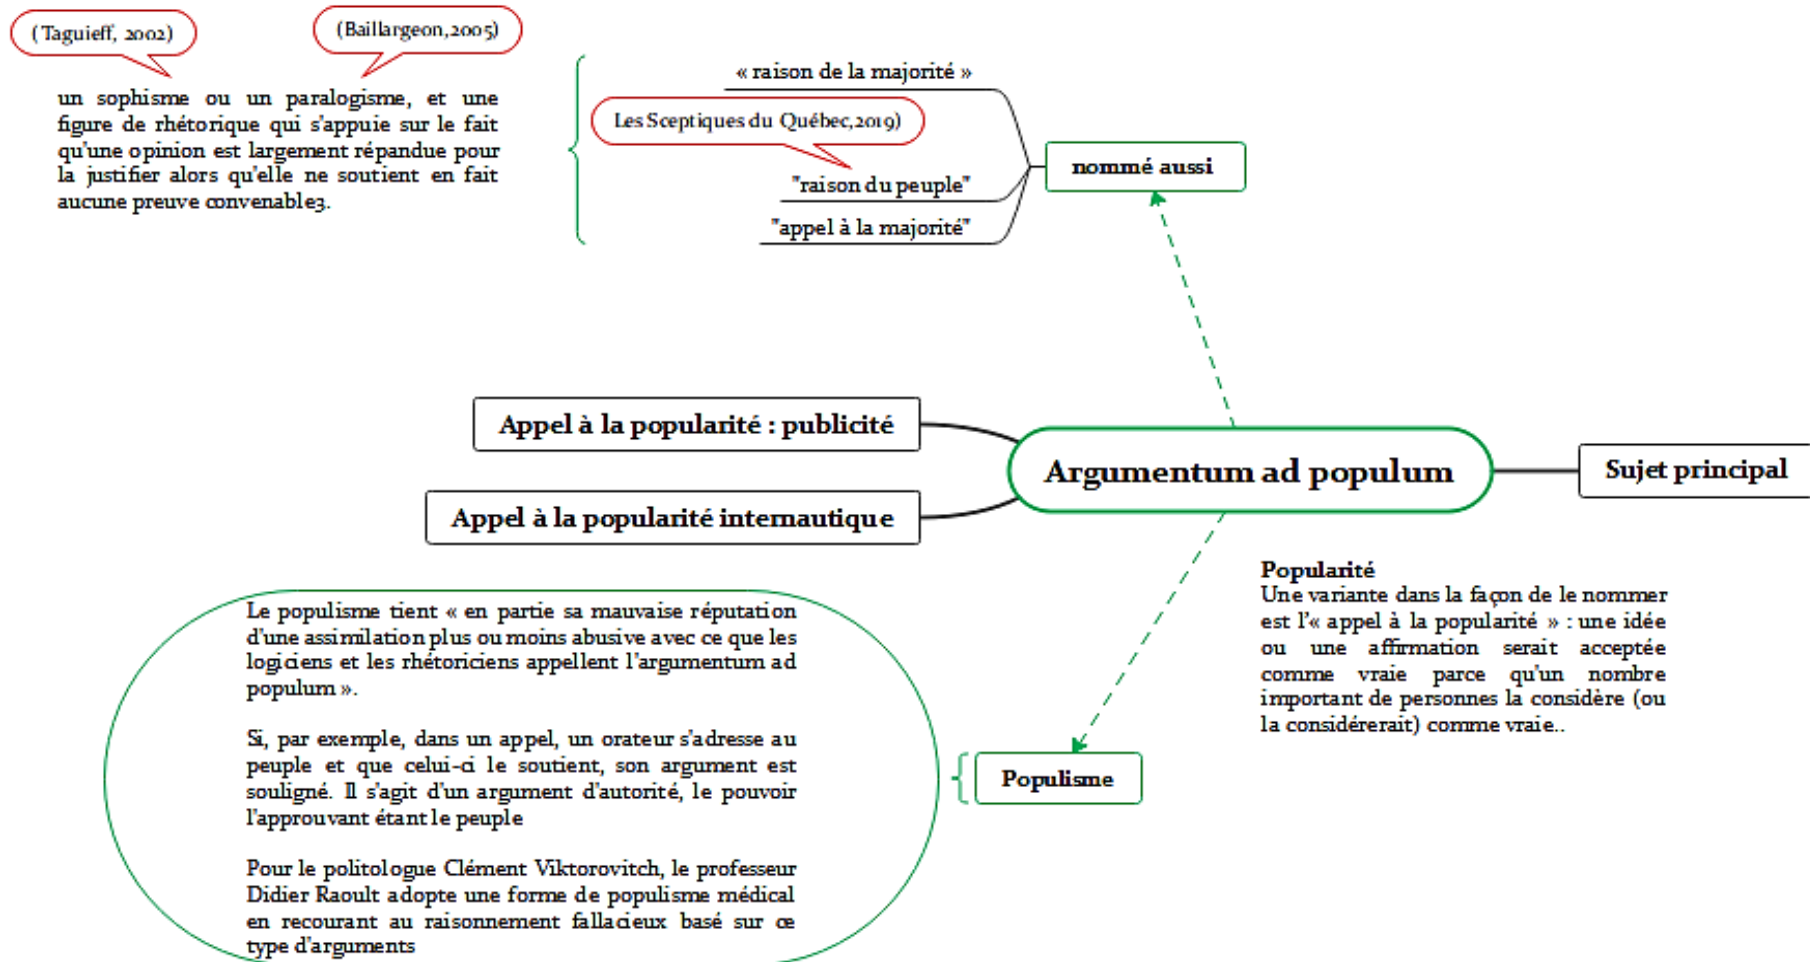 (Taguieff, 2002)
(Baillargeon,2005)
un sophisme ou un paralogisme, et une
figure de rhétorique qui s'appuie sur le fait
qu'une opinion est largement répandue pour
la justifier alors qu'elle ne soutient en fait
aucune preuve convenable3.
« raison de la majorité »
Les Sceptiques du Québec,2019)
"raison du peuple"
"appel à la majorité"
nommé aussi
Appel à la popularité : publicité
Argumentum ad populum
Sujet principal
Appel à la popularité internautique
Popularité
Une variante dans la façon de le nommer
est l'« appel à la popularité » : une idée
ou une affirmation serait acceptée
comme vraie parce qu'un nombre
important de personnes la considère (ou
la considérerait) comme vraie..
Le populisme tient « en partie sa mauvaise réputation
d'une assimilation plus ou moins abusive avec ce que les
logiciens et les rhétoriciens appellent l'argumentum ad
populum ».
Si, par exemple, dans un appel, un orateur s'adresse au
peuple et que celui-ci le soutient, son argument est
souligné. Il s'agit d'un argument d'autorité, le pouvoir
l'approuvant étant le peuple
Pour le politologue Clément Viktorovitch, le professeur
Didier Raoult adopte une forme de populisme médical
en recourant au raisonnement fallacieux basé sur ce
type d'arguments
Populisme